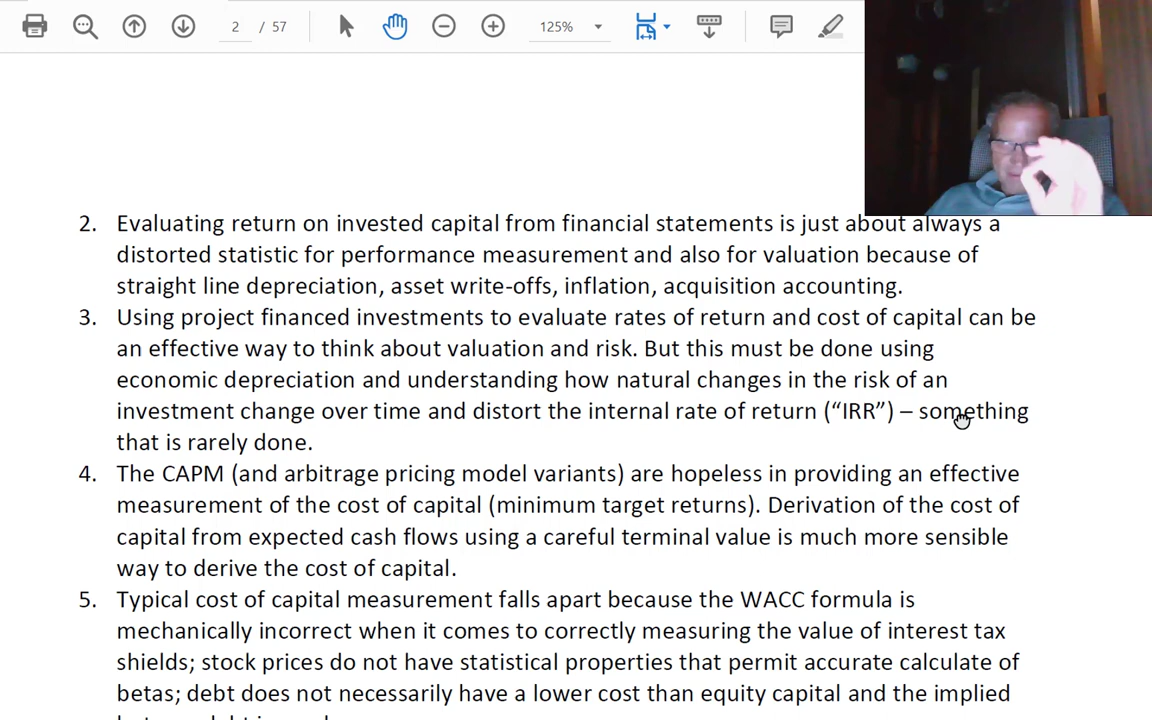 2 / 57
125%
2. Evaluating return on invested capital from financial statements is just about always a
distorted statistic for performance measurement and also for valuation because of
straight line depreciation, asset write-offs, inflation, acquisition accounting.
3. Using project financed investments to evaluate rates of return and cost of capital can be
an effective way to think about valuation and risk. But this must be done using
economic depreciation and understanding how natural changes in the risk of an
investment change over time and distort the internal rate of return (“IRR”) – something
that is rarely done.
4. The CAPM (and arbitrage pricing model variants) are hopeless in providing an effective
measurement of the cost of capital (minimum target returns). Derivation of the cost of
capital from expected cash flows using a careful terminal value is much more sensible
way to derive the cost of capital.
5. Typical cost of capital measurement falls apart because the WACC formula is
mechanically incorrect when it comes to correctly measuring the value of interest tax
shields; stock prices do not have statistical properties that permit accurate calculate of
betas; debt does not necessarily have a lower cost than equity capital and the implied